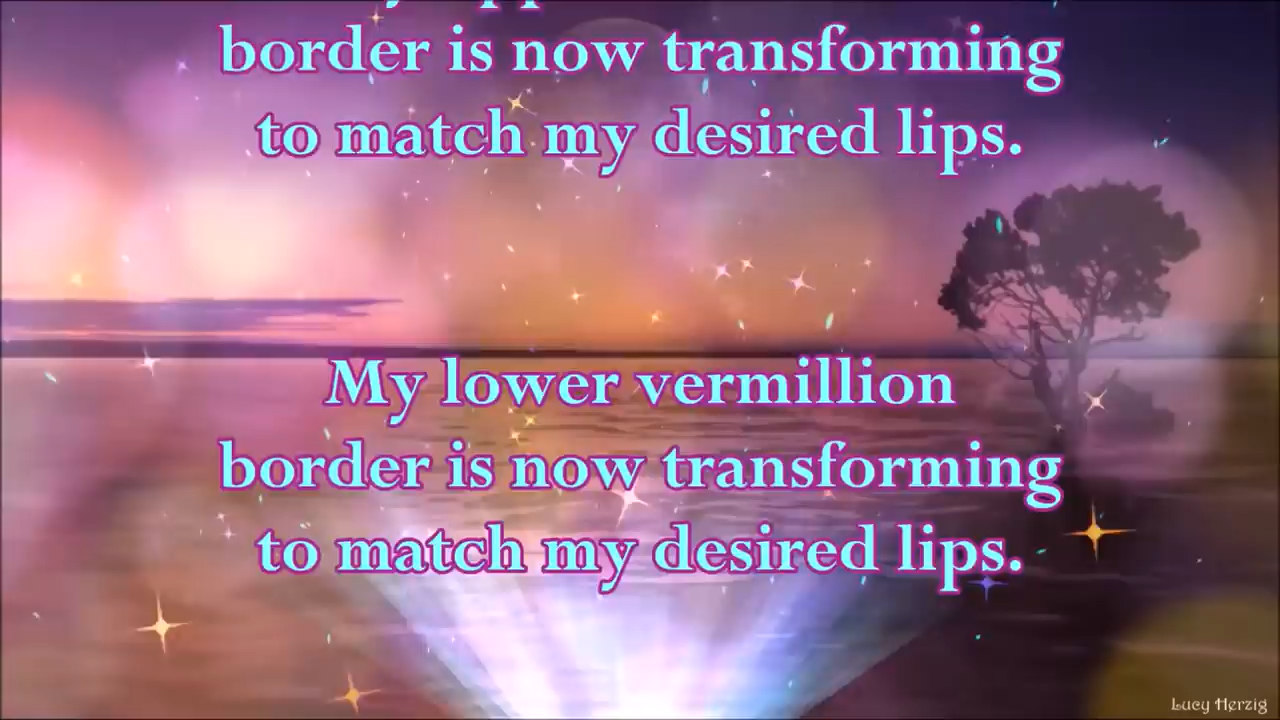 border is now transforming
to match my desired lips.
My lower vermillion
border is now transforming
to match my desired lips.
Lucy Herzig